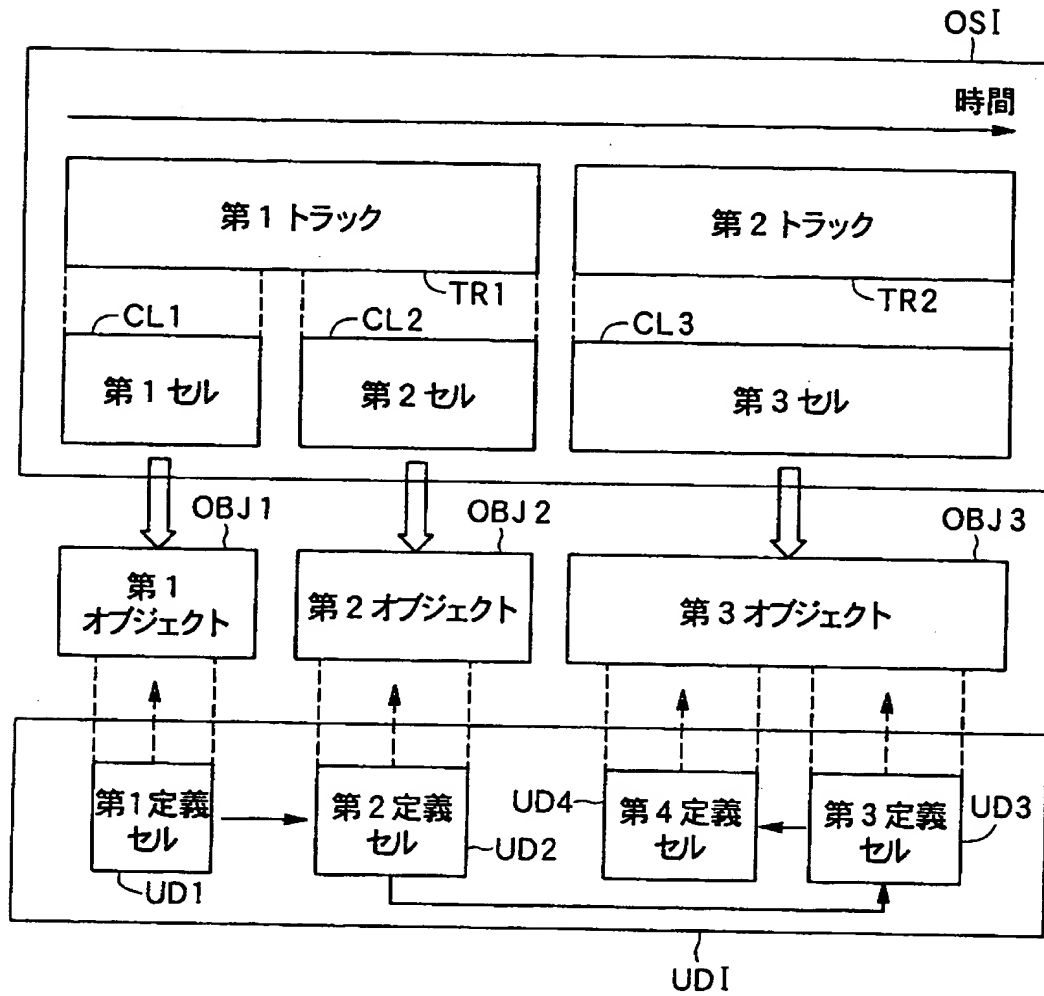 OSI
時間
第1トラック
第2トラック
TR1
TR2
CL1
CL2
CL3
第1セル
第2セル
第3セル
OBJ1
OBJ2
OBJ3
第1
オブジェクト
第2オブジェクト
第3オブジェクト
第1定義
セル
第2定義
セル
UD4
第4定義
セル
第3定義
セル
UD3
UD1
UD2
UDI